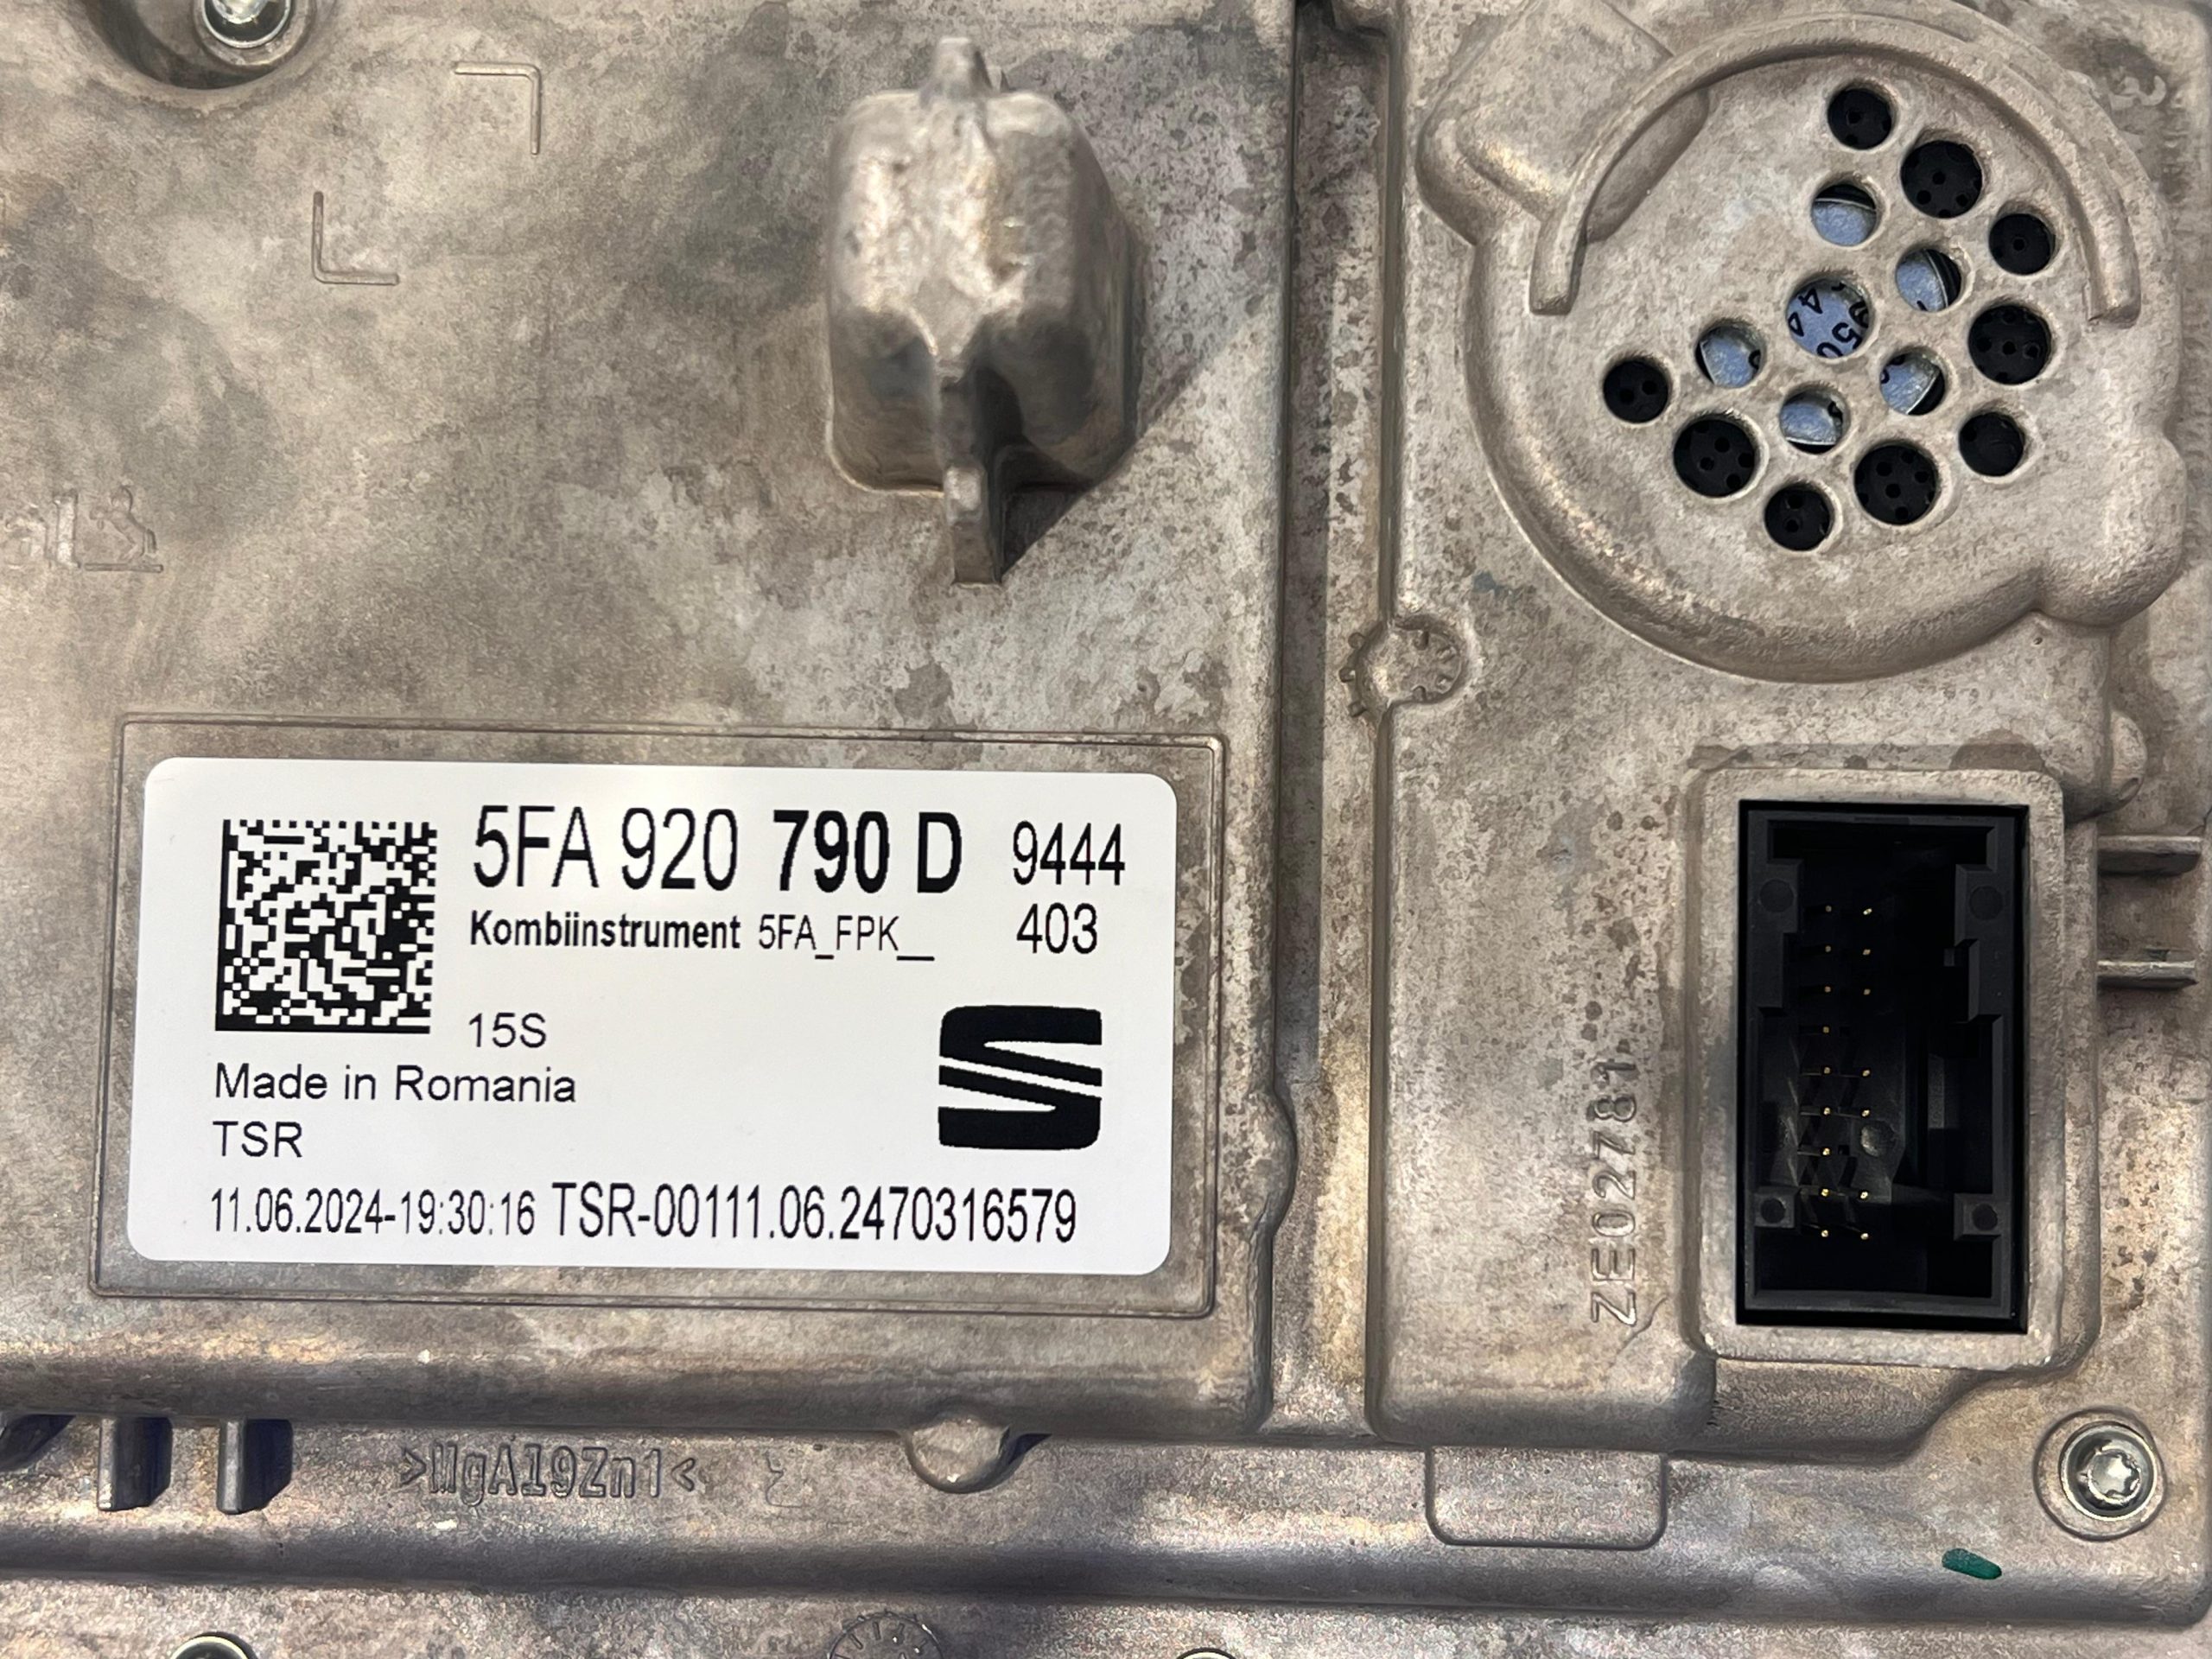 5FA 920 790 D 9444
Kombiinstrument 5FA_FPK__ 403
15S
Made in Romania
TSR
11.06.2024-19:30:16 TSR-00111.06.2470316579
ZE02781
>MgAl9Zn1<